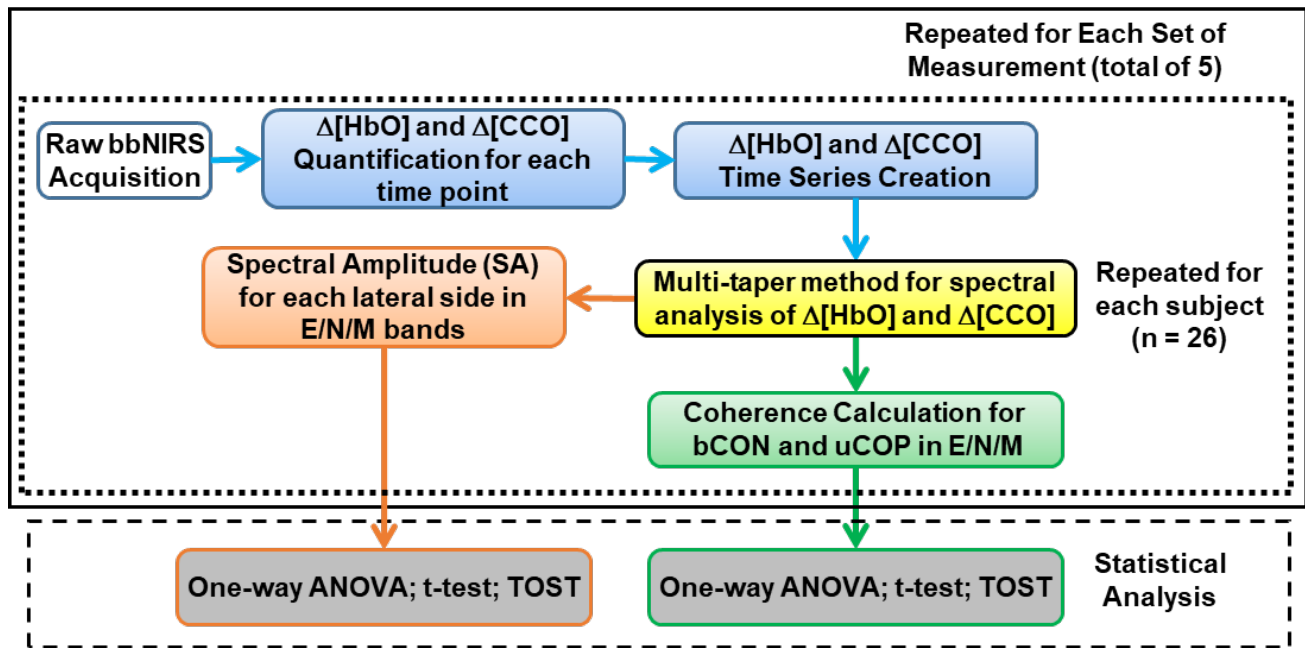 Repeated for Each Set of
Measurement (total of 5)
Raw bbNIRS
Acquisition
Δ[HbO] and Δ[CCO]
Quantification for each
time point
Δ[HbO] and Δ[CCO]
Time Series Creation
Spectral Amplitude (SA)
for each lateral side in
E/N/M bands
Multi-taper method for spectral
analysis of Δ[HbO] and Δ[CCO]
Repeated for
each subject
(n = 26)
Coherence Calculation for
bCON and uCOP in E/N/M
One-way ANOVA; t-test; TOST
One-way ANOVA; t-test; TOST
Statistical
Analysis